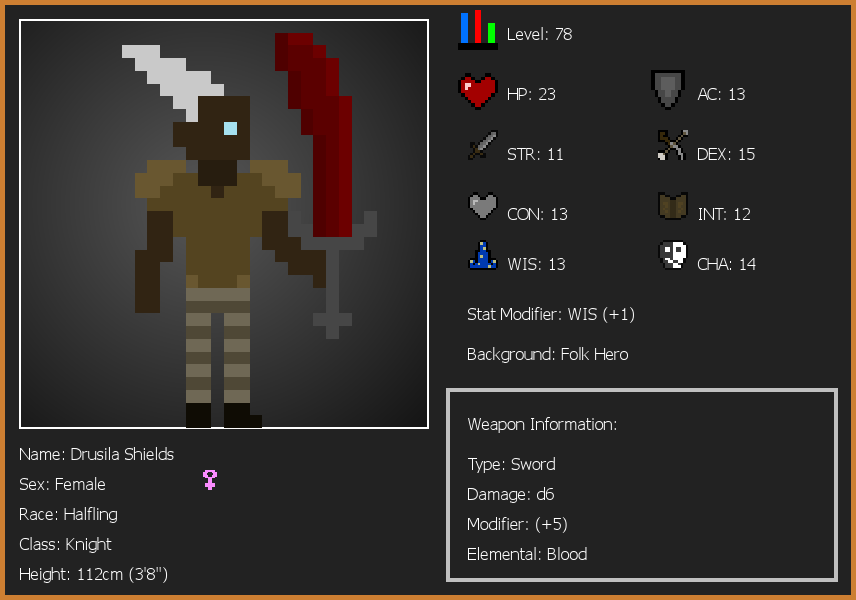 Level: 78
HP: 23
AC: 13
STR: 11
DEX: 15
CON: 13
INT: 12
WIS: 13
CHA: 14
Stat Modifier: WIS (+1)
Background: Folk Hero
Weapon Information:
Type: Sword
Damage: d6
Modifier: (+5)
Elemental: Blood
Name: Drusila Shields
Sex: Female
Race: Halfling
Class: Knight
Height: 112cm (3'8")